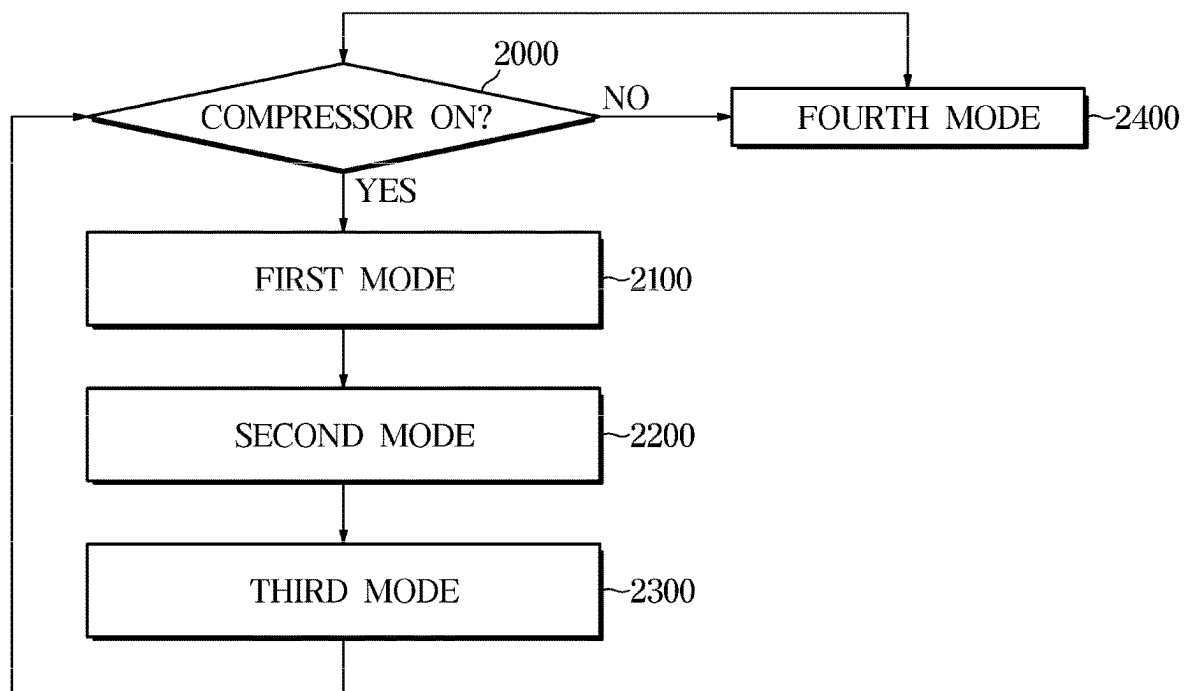 2000
COMPRESSOR ON?
NO
FOURTH MODE
2400
YES
FIRST MODE
2100
SECOND MODE
2200
THIRD MODE
2300